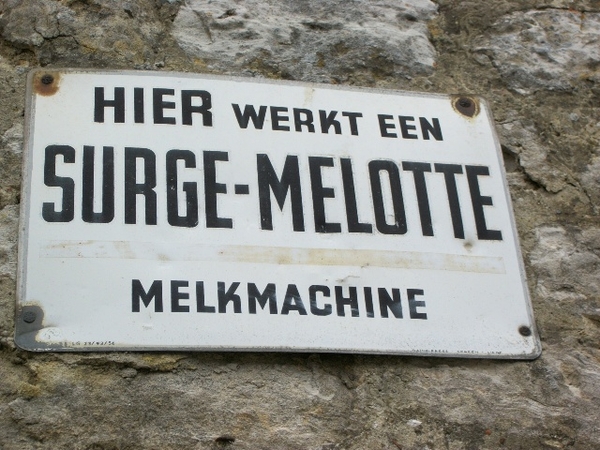 HIER WERKT EEN
SURGE-MELOTTE
MELKMACHINE